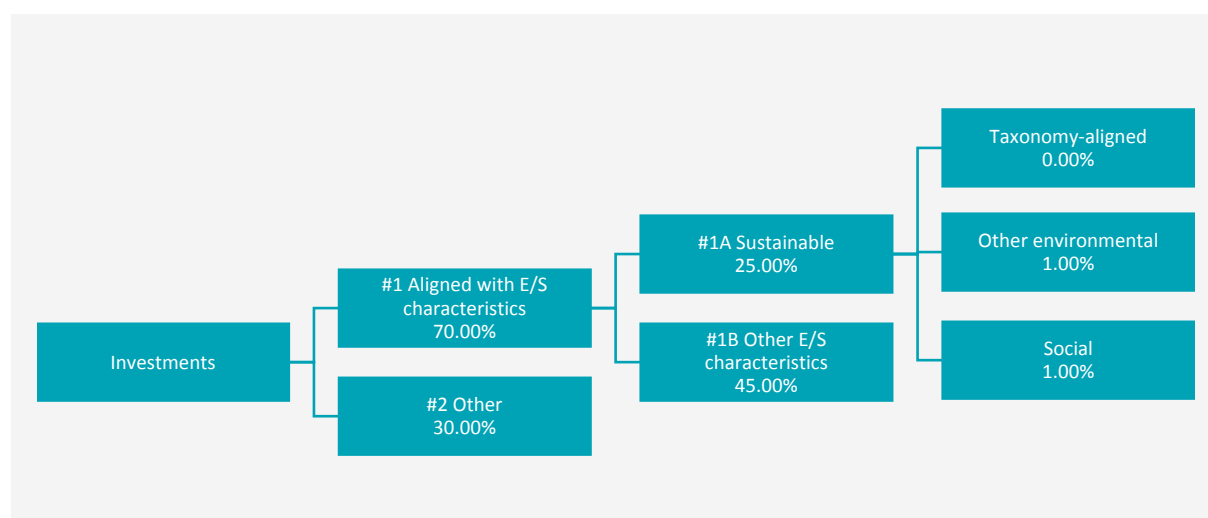 Investments
#1 Aligned with E/S
characteristics
70.00%
#2 Other
30.00%
#1A Sustainable
25.00%
#1B Other E/S
characteristics
45.00%
Taxonomy-aligned
0.00%
Other environmental
1.00%
Social
1.00%